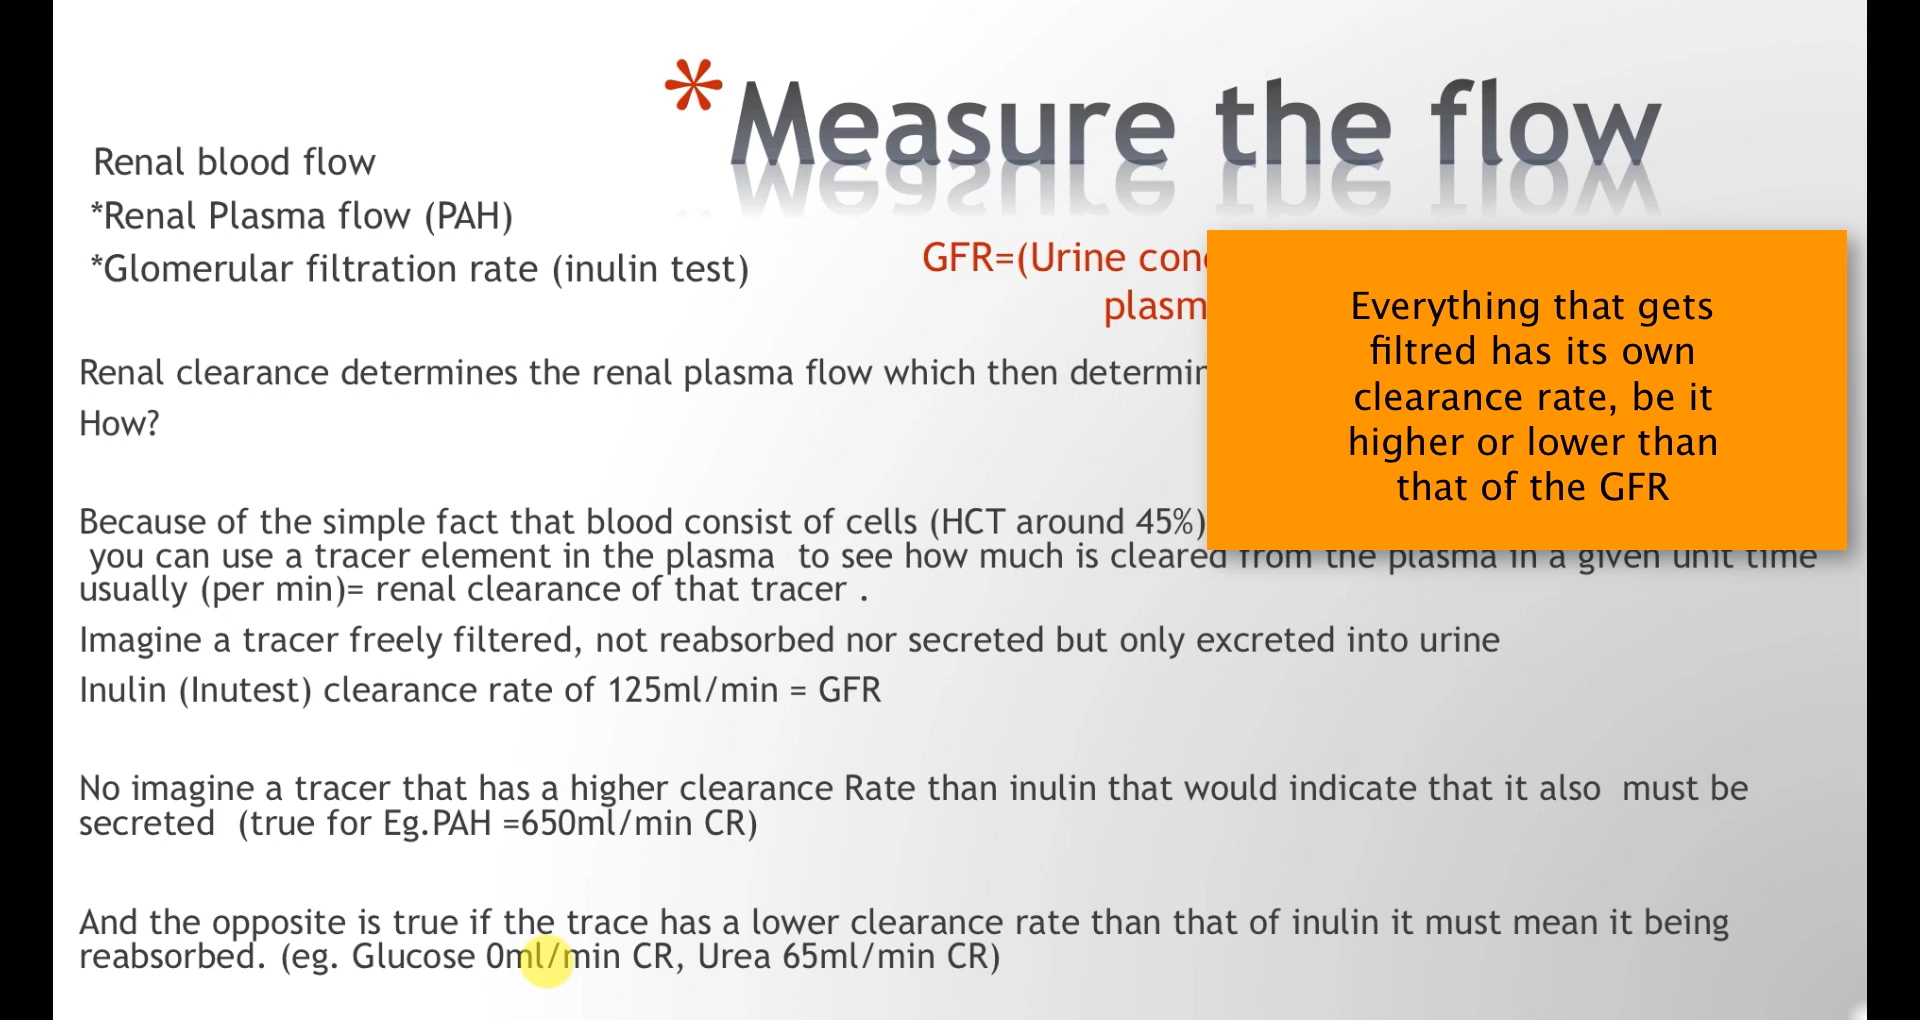 *Measure the flow
Renal blood flow
*Renal Plasma flow (PAH)
*Glomerular filtration rate (inulin test)
GFR=(Urine
Everything that gets
filtred has its own
clearance rate, be it
higher or lower than
that of the GFR
Renal clearance determines the renal plasma flow which then
How?
Because of the simple fact that blood consist of cells (HCT around 45%)
you can use a tracer element in the plasma to see how much is cleared from the plasma in a given unit time
usually (per min)= renal clearance of that tracer .
Imagine a tracer freely filtered, not reabsorbed nor secreted but only excreted into urine
Inulin (Inutest) clearance rate of 125ml/min = GFR
No imagine a tracer that has a higher clearance Rate than inulin that would indicate that it also must be
secreted (true for Eg.PAH =650ml/min CR)
And the opposite is true if the trace has a lower clearance rate than that of inulin it must mean it being
reabsorbed. (eg. Glucose 0ml/min CR, Urea 65ml/min CR)